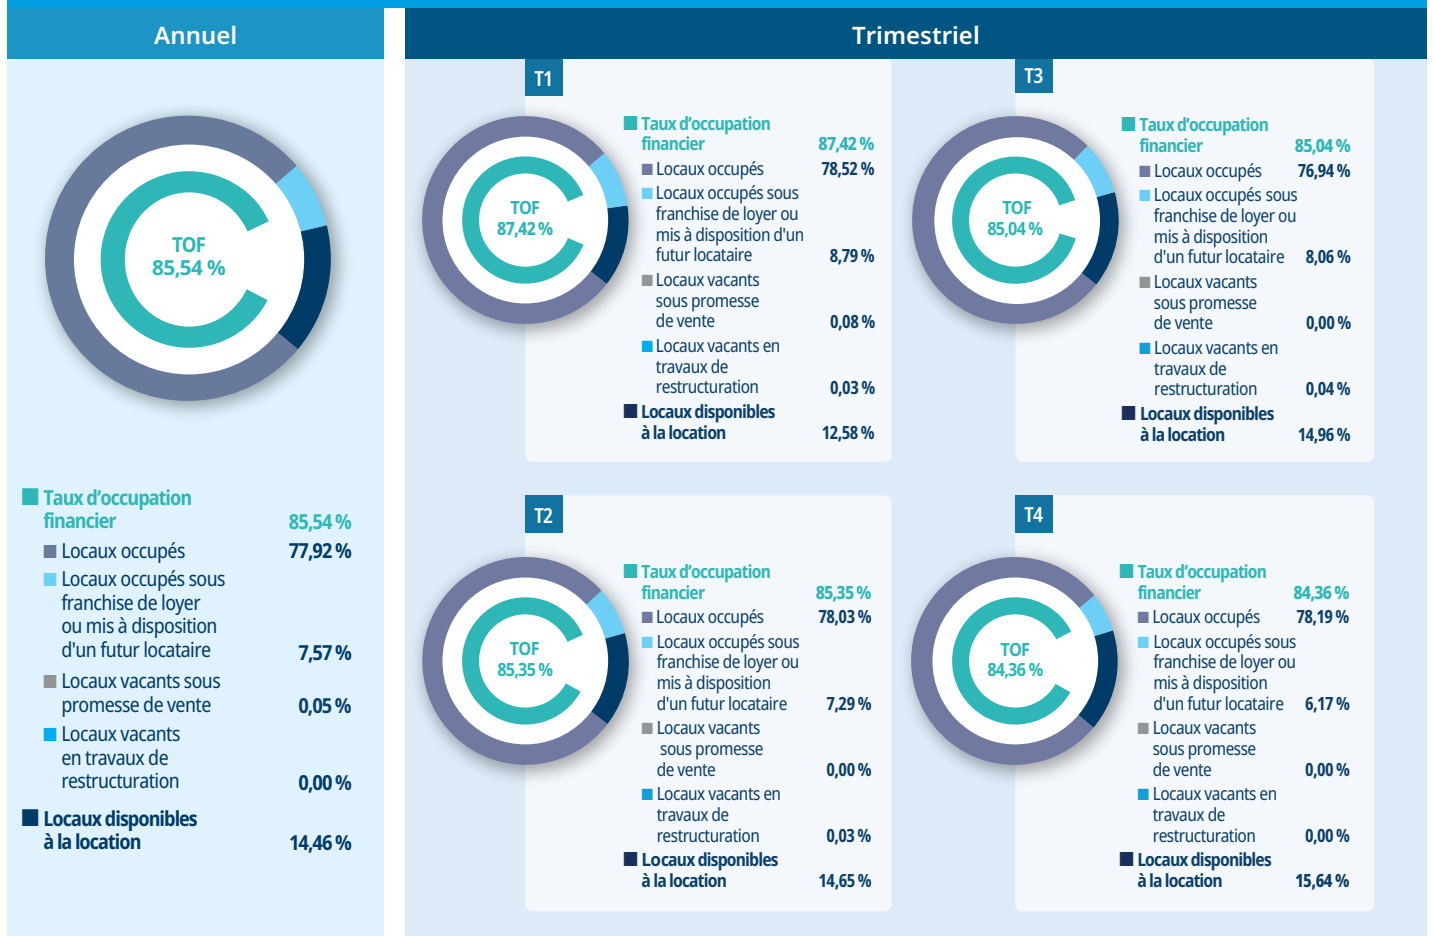 Annuel
TOF
85,54 %
Taux d'occupation
financier 85,54 %
Locaux occupés 77,92 %
Locaux occupés sous
franchise de loyer
ou mis à disposition
d'un futur locataire 7,57 %
Locaux vacants sous
promesse de vente 0,05 %
Locaux vacants
en travaux de
restructuration 0,00 %
Locaux disponibles
à la location 14,46 %
Trimestriel
T1
TOF
87,42 %
Taux d'occupation
financier 87,42 %
Locaux occupés 78,52 %
Locaux occupés sous
franchise de loyer ou
mis à disposition d'un
futur locataire 8,79 %
Locaux vacants
sous promesse
de vente 0,08 %
Locaux vacants en
travaux de
restructuration 0,03 %
Locaux disponibles
à la location 12,58 %
T2
TOF
85,35 %
Taux d'occupation
financier 85,35 %
Locaux occupés 78,03 %
Locaux occupés sous
franchise de loyer ou
mis à disposition
d'un futur locataire 7,29 %
Locaux vacants
sous promesse
de vente 0,00 %
Locaux vacants en
travaux de
restructuration 0,03 %
Locaux disponibles
à la location 14,65 %
T3
TOF
85,04 %
Taux d'occupation
financier 85,04 %
Locaux occupés 76,94 %
Locaux occupés sous
franchise de loyer ou
mis à disposition
d'un futur locataire 8,06 %
Locaux vacants
sous promesse
de vente 0,00 %
Locaux vacants en
travaux de
restructuration 0,04 %
Locaux disponibles
à la location 14,96 %
T4
TOF
84,36 %
Taux d'occupation
financier 84,36 %
Locaux occupés 78,19 %
Locaux occupés sous
franchise de loyer ou
mis à disposition
d'un futur locataire 6,17 %
Locaux vacants
sous promesse
de vente 0,00 %
Locaux vacants en
travaux de
restructuration 0,00 %
Locaux disponibles
à la location 15,64 %